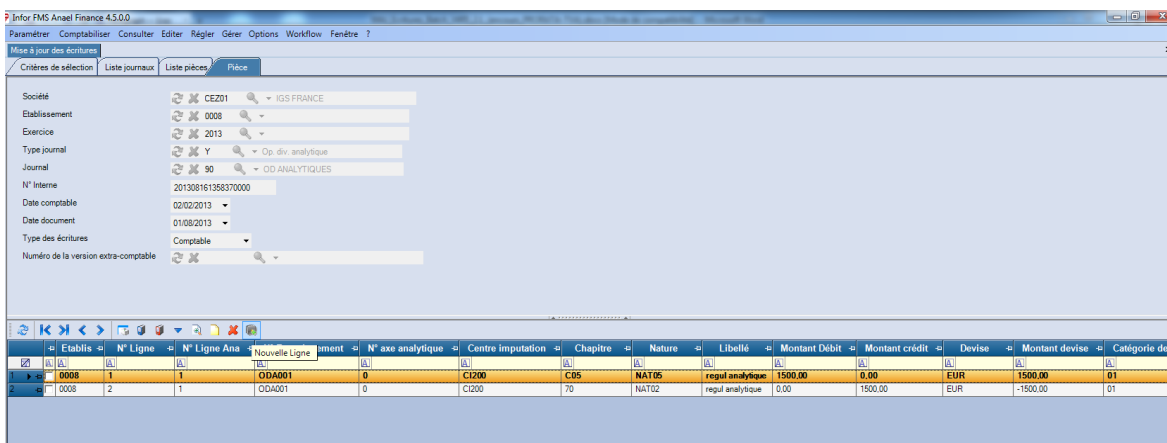 Infor FMS Anael Finance 4.5.0.0
Paramétrer Comptabiliser Consulter Editer Régler Gérer Options Workflow Fenêtre ?
Mise à jour des écritures
Critères de sélection Liste journaux Liste pièces Pièce
Société CEZ01 IGS FRANCE
Etablissement 0008
Exercice 2013
Type journal Y Op. div. analytique
Journal 90 OD ANALYTIQUES
N° Interne 201308161358370000
Date comptable 02/02/2013
Date document 01/08/2013
Type des écritures Comptable
Numéro de la version extra-comptable
Nouvelle Ligne
Etablis N° Ligne N° Ligne Ana N° axe analytique Centre imputation Chapitre Nature Libellé Montant Débit Montant crédit Devise Montant devise Catégorie de
1 0008 1 1 ODA001 0 CI200 C05 NAT05 regul analytique 1500,00 0,00 EUR 1500,00 01
2 0008 2 1 ODA001 0 CI200 70 NAT02 regul analytique 0,00 1500,00 EUR -1500,00 01